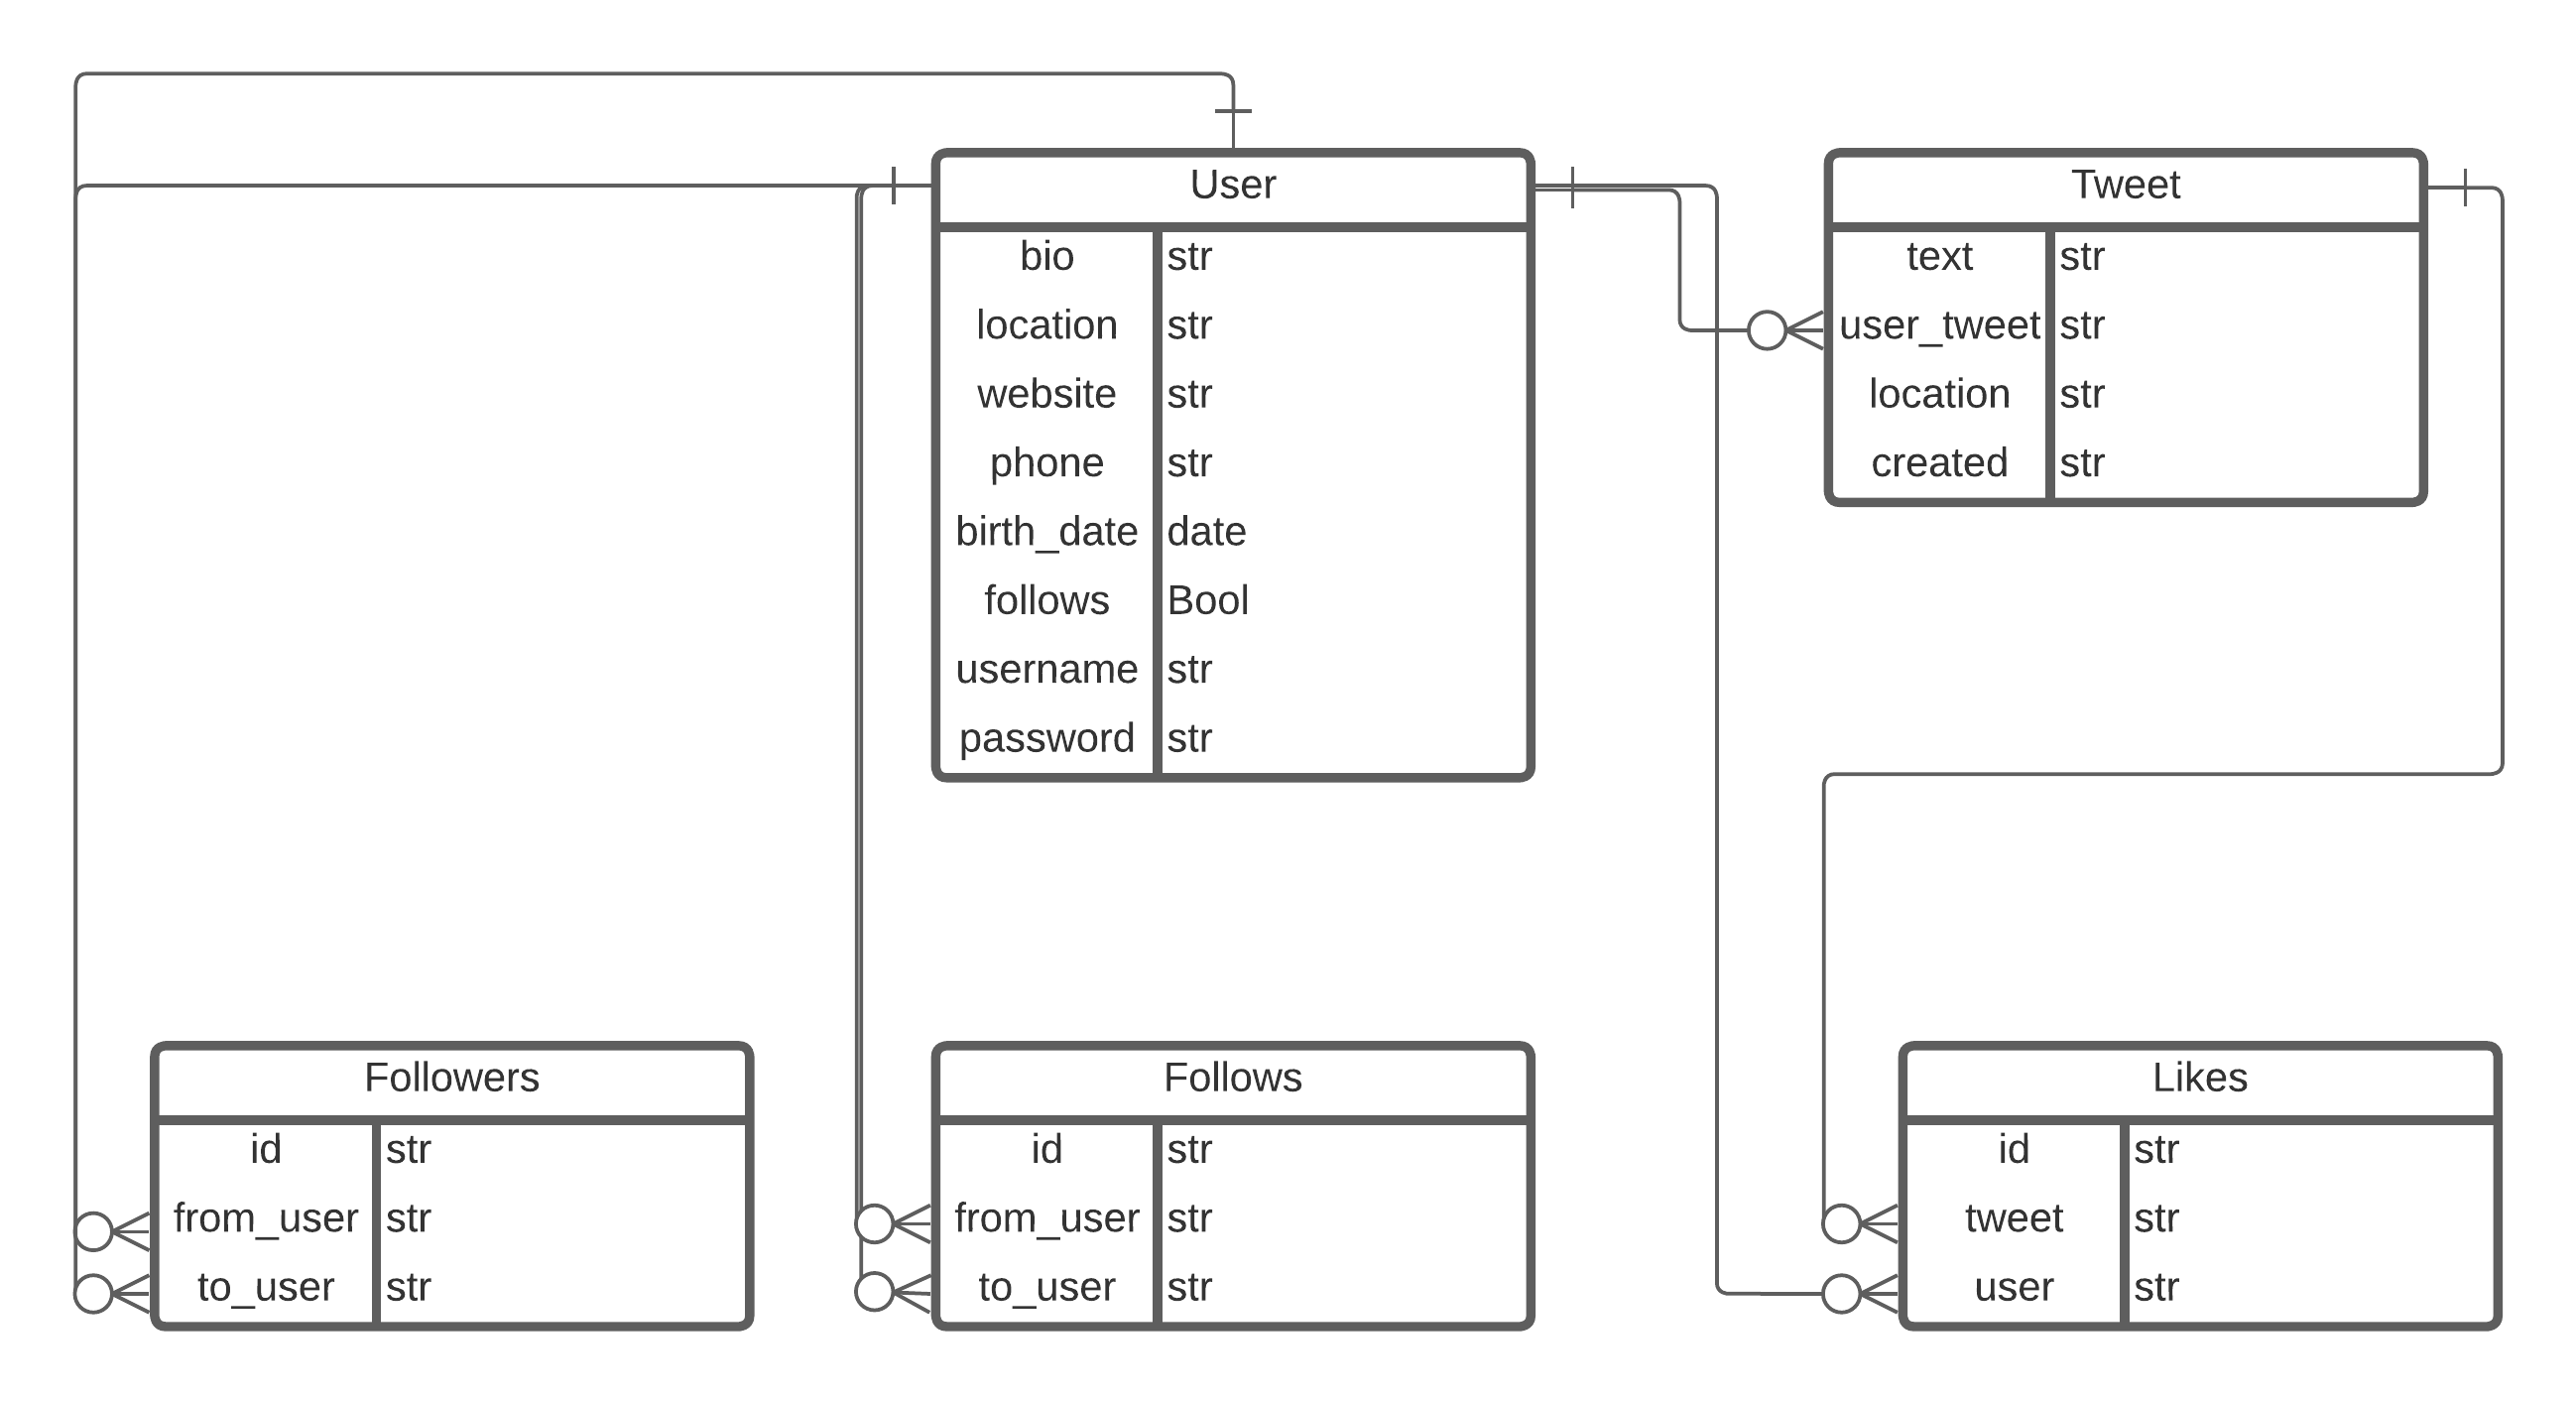 User
bio str
location str
website str
phone str
birth_date date
follows Bool
username str
password str
Tweet
text str
user_tweet str
location str
created str
Followers
id str
from_user str
to_user str
Follows
id str
from_user str
to_user str
Likes
id str
tweet str
user str